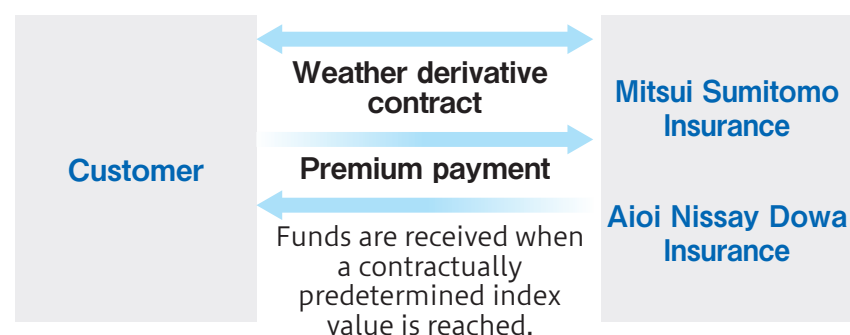 Customer
Weather derivative
contract
Premium payment
Funds are received when
a contractually
predetermined index
value is reached.
Mitsui Sumitomo
Insurance
Aioi Nissay Dowa
Insurance